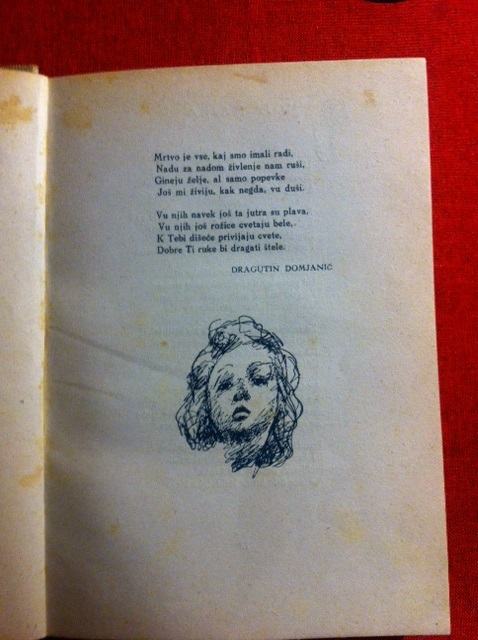 Mrtvo je vse, kaj smo imali radi,
Nadu za nadom živlenje nam ruši,
Gineju želje, al samo popevke
Još mi živiju, kak negda, vu duši.
Vu njih navek još ta jutra su plava,
Vu njih još rožice cvetaju bele,
K Tebi dišeče privijaju cvete,
Dobre Ti ruke bi dragati štele.
DRAGUTIN DOMJANIĆ